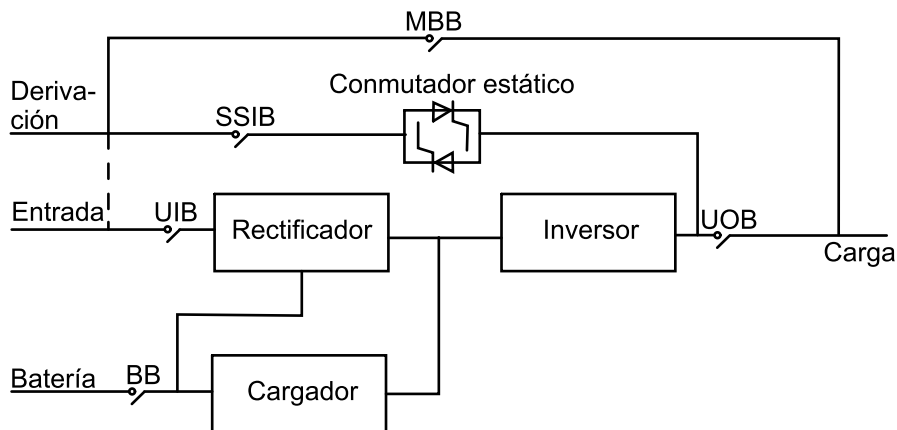 MBB
Conmutador estático
Deriva-
ción
SSIB
Entrada
UIB
Rectificador
Inversor
UOB
Carga
Batería
BB
Cargador